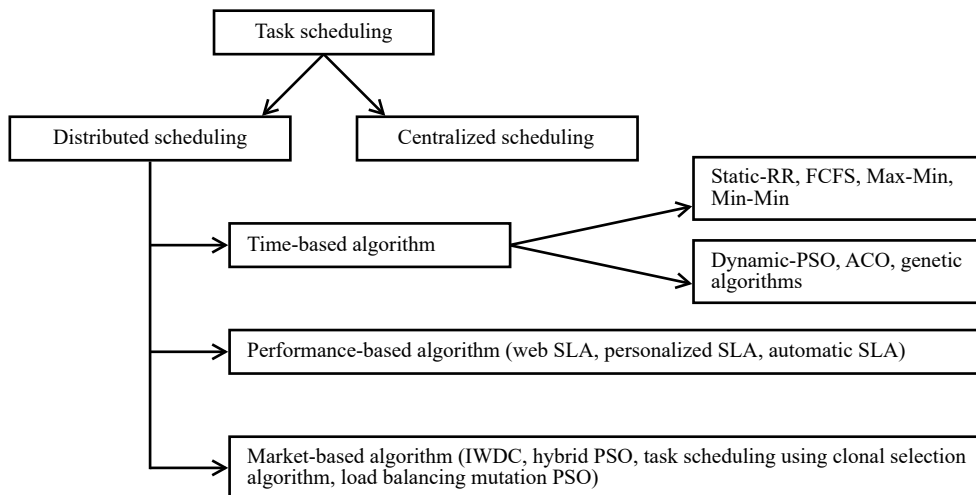 Task scheduling
Distributed scheduling
Centralized scheduling
Static-RR, FCFS, Max-Min,
Min-Min
Time-based algorithm
Dynamic-PSO, ACO, genetic
algorithms
Performance-based algorithm (web SLA, personalized SLA, automatic SLA)
Market-based algorithm (IWDC, hybrid PSO, task scheduling using clonal selection
algorithm, load balancing mutation PSO)